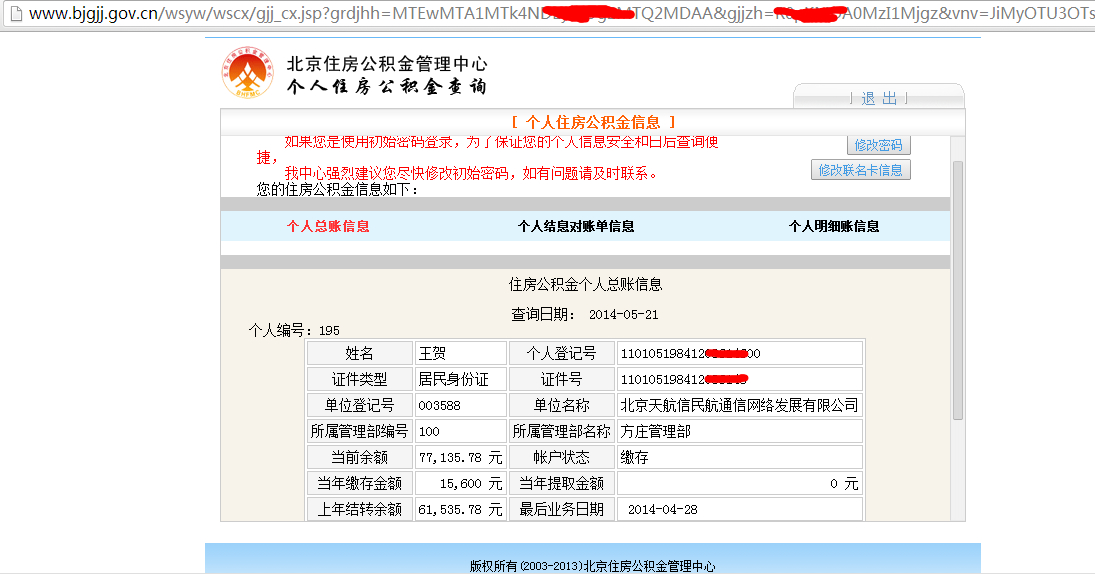 www.bjgjj.gov.cn/wsyw/wscx/gjj_cx.jsp?grdjhh=MTEwMTA1MTk4ND TQ2MDAA&gjjzh= A0MzI1Mjgz&vnv=JiMyOTU3OTs
北京住房公积金管理中心
个人住房公积金查询
退 出
[ 个人住房公积金信息 ]
如果您是使用初始密码登录，为了保证您的个人信息安全和日后查询便
捷，
修改密码
我中心强烈建议您尽快修改初始密码，如有问题请及时联系。
修改联名卡信息
您的住房公积金信息如下：
个人总账信息 个人结息对账单信息 个人明细账信息
住房公积金个人总账信息
查询日期： 2014-05-21
个人编号：195
姓名 王贺 个人登记号 110105198412 00
证件类型 居民身份证 证件号 110105198412
单位登记号 003588 单位名称 北京天航信民航通信网络发展有限公司
所属管理部编号 100 所属管理部名称 方庄管理部
当前余额 77,135.78 元 帐户状态 缴存
当年缴存金额 15,600 元 当年提取金额 0 元
上年结转余额 61,535.78 元 最后业务日期 2014-04-28
版权所有(2003-2013)北京住房公积金管理中心